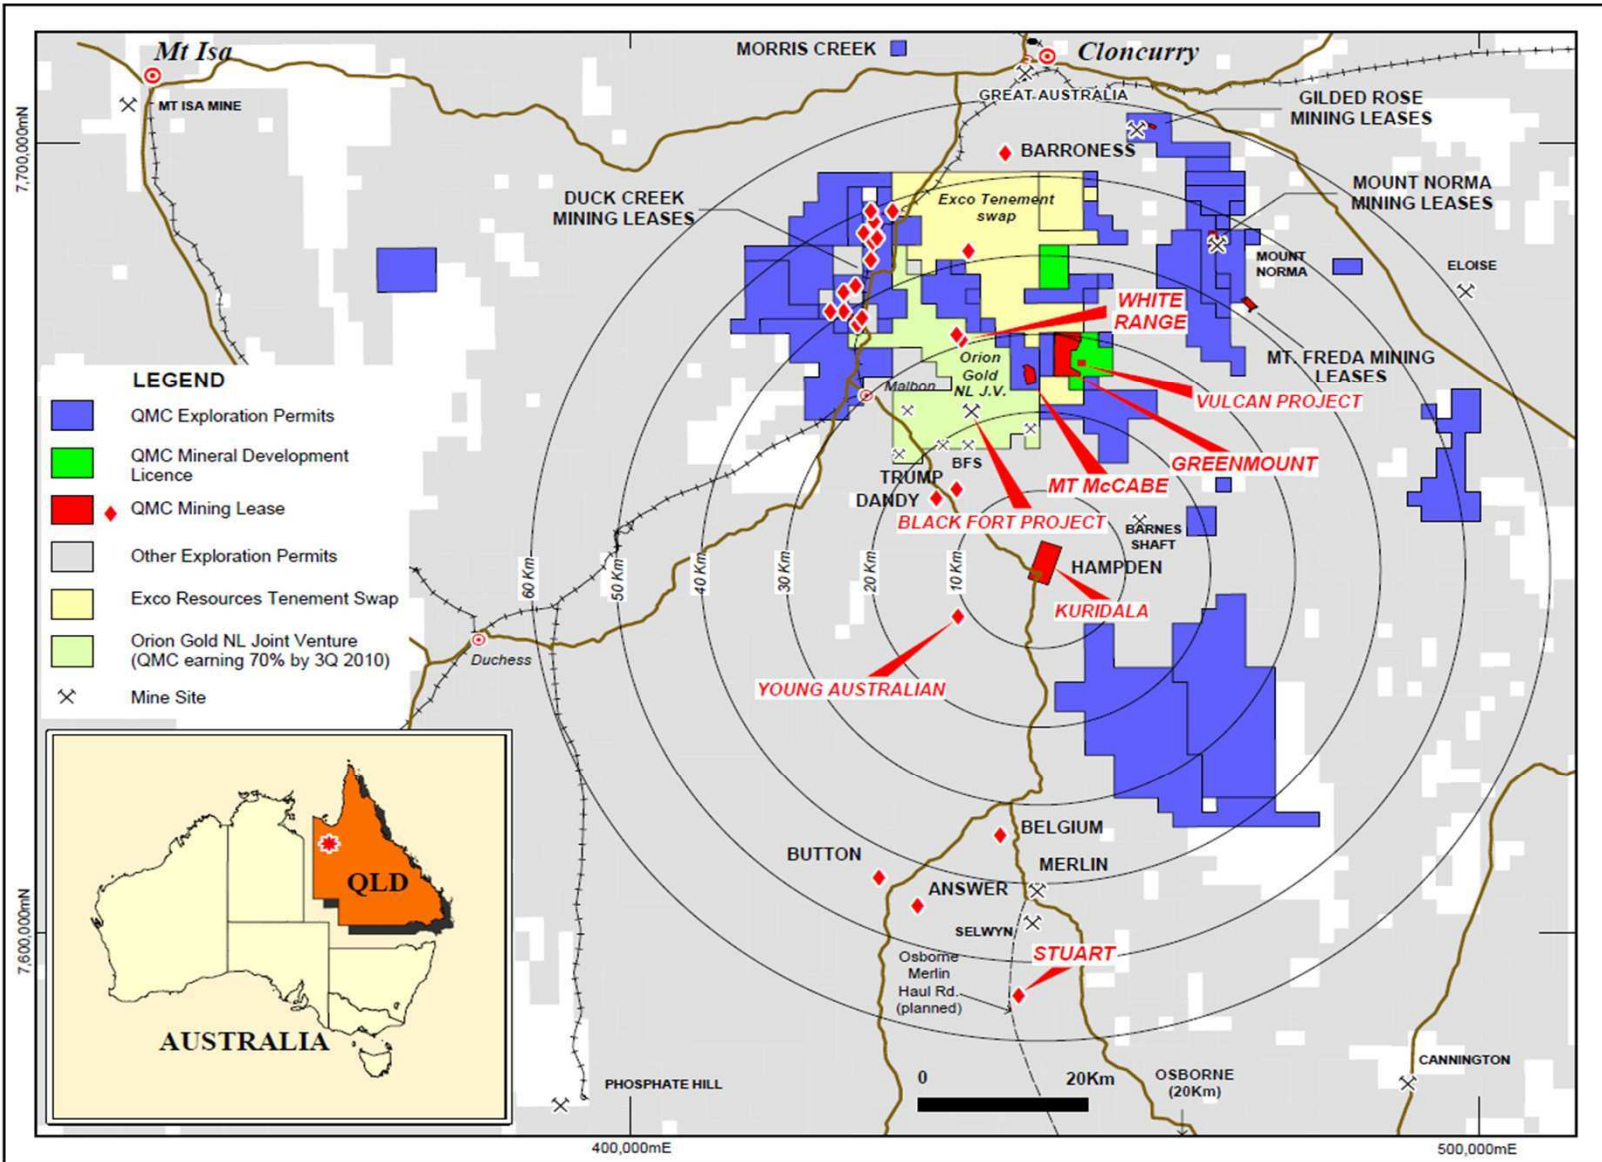 Mt Isa
MORRIS CREEK
Cloncurry
MT ISA MINE
GREAT AUSTRALIA
GILDED ROSE
MINING LEASES
7,700,000mN
BARRONESS
DUCK CREEK
MINING LEASES
Exco Tenement
swap
MOUNT NORMA
MINING LEASES
MOUNT
NORMA
ELOISE
WHITE
RANGE
Orion
Gold
NL J.V.
MT. FREDA MINING
LEASES
VULCAN PROJECT
Malbon
GREENMOUNT
BFS
TRUMP
DANDY
MT McCABE
BLACK FORT PROJECT
BARNES
SHAFT
60 Km
50 Km
40 Km
30 Km
20 Km
10 Km
HAMPDEN
KURIDALA
Duchess
YOUNG AUSTRALIAN
LEGEND
QMC Exploration Permits
QMC Mineral Development
Licence
QMC Mining Lease
Other Exploration Permits
Exco Resources Tenement Swap
Orion Gold NL Joint Venture
(QMC earning 70% by 3Q 2010)
Mine Site
BELGIUM
BUTTON
MERLIN
ANSWER
SELWYN
STUART
Osborne
Merlin
Haul Rd.
(planned)
QLD
AUSTRALIA
7,600,000mN
PHOSPHATE HILL
0
20Km
OSBORNE
(20Km)
CANNINGTON
400,000mE
500,000mE